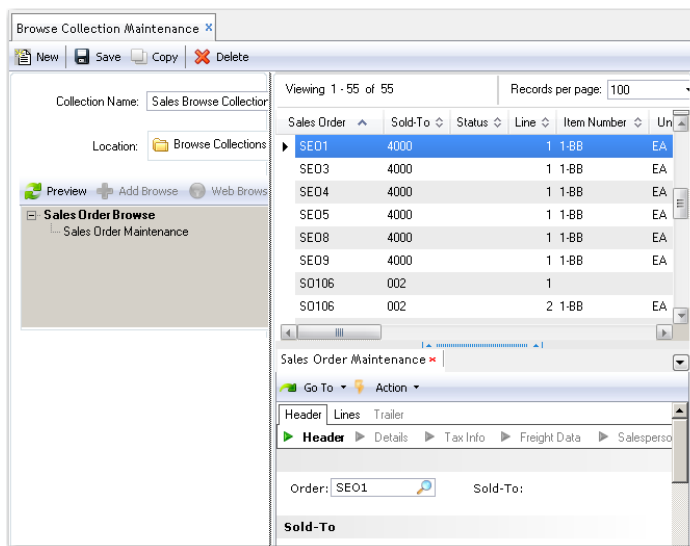 Browse Collection Maintenance x
New Save Copy Delete
Collection Name: Sales Browse Collection
Location: Browse Collections
Preview Add Browse Web Brows
Sales Order Browse
Sales Order Maintenance
Viewing 1 - 55 of 55 Records per page: 100
Sales Order Sold-To Status Line Item Number Un
SEO1 4000 1 1-BB EA
SEO3 4000 1 1-BB EA
SEO4 4000 1 1-BB EA
SEO5 4000 1 1-BB EA
SEO8 4000 1 1-BB EA
SEO9 4000 1 1-BB EA
SO106 002 1
SO106 002 2 1-BB EA
Sales Order Maintenance x
Go To Action
Header Lines Trailer
Header Details Tax Info Freight Data Salesperso
Order: SEO1 Sold-To:
Sold-To